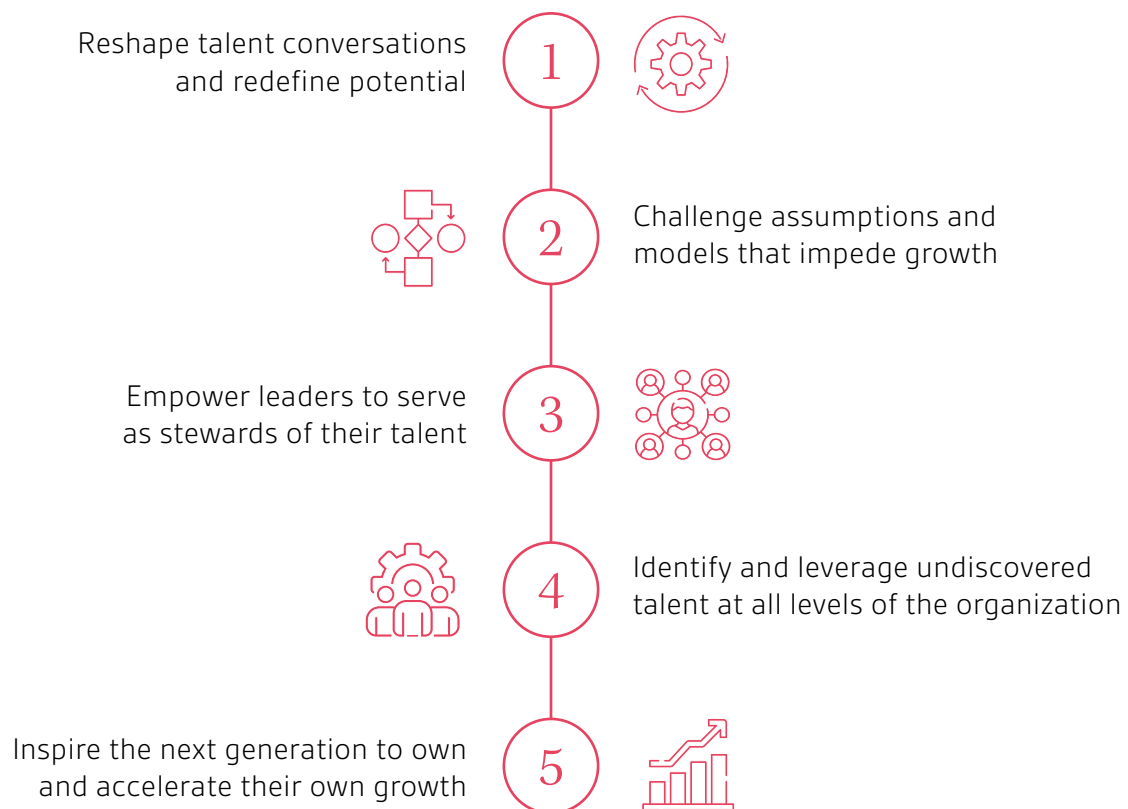 Reshape talent conversations
and redefine potential
1
2
Challenge assumptions and
models that impede growth
Empower leaders to serve
as stewards of their talent
3
4
Identify and leverage undiscovered
talent at all levels of the organization
Inspire the next generation to own
and accelerate their own growth
5